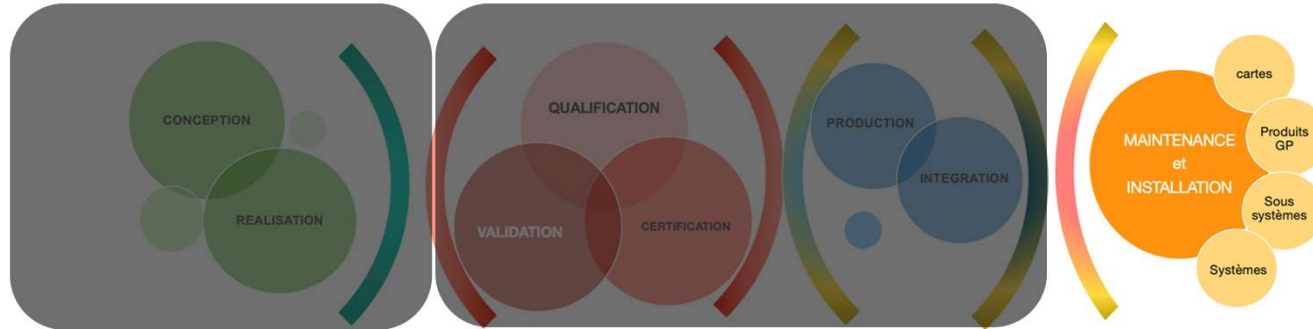 CONCEPTION
REALISATION
QUALIFICATION
VALIDATION
CERTIFICATION
PRODUCTION
INTEGRATION
MAINTENANCE
et
INSTALLATION
cartes
Produits
GP
Sous
systèmes
Systèmes